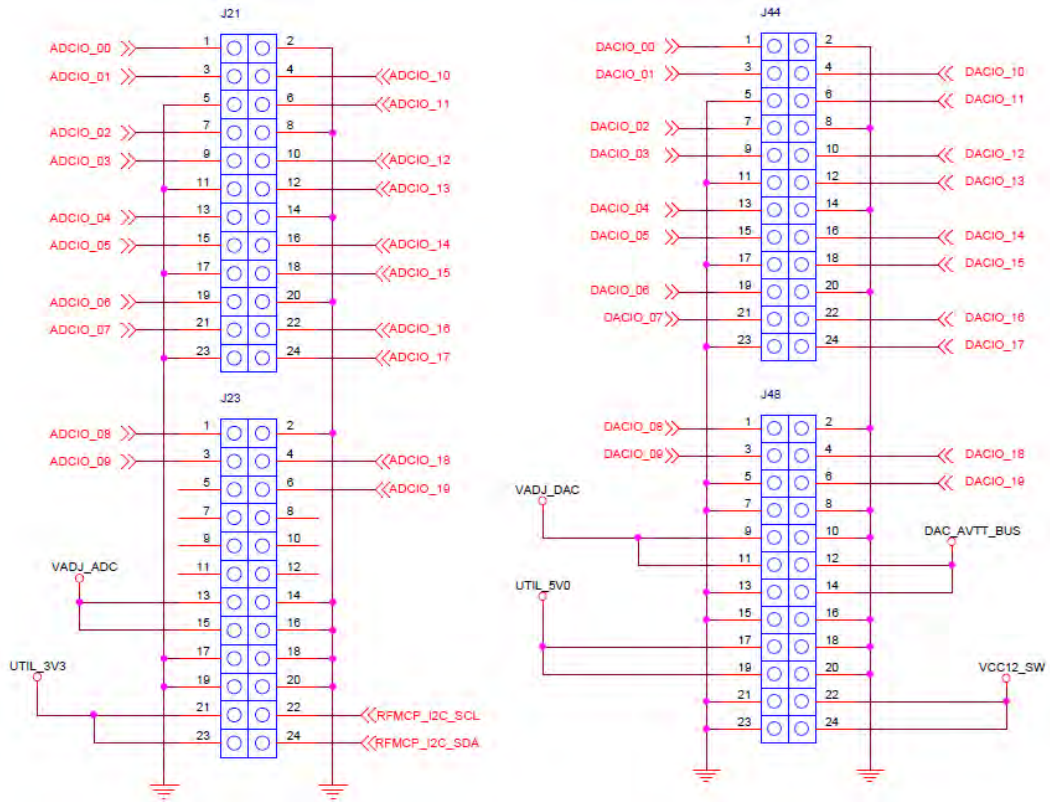 J21
ADCIO_00 1 2
ADCIO_01 3 4 ADCIO_10
5 6 ADCIO_11
ADCIO_02 7 8
ADCIO_03 9 10 ADCIO_12
11 12 ADCIO_13
ADCIO_04 13 14
ADCIO_05 15 16 ADCIO_14
17 18 ADCIO_15
ADCIO_06 19 20
ADCIO_07 21 22 ADCIO_16
23 24 ADCIO_17
J23
ADCIO_08 1 2
ADCIO_09 3 4 ADCIO_18
5 6 ADCIO_19
7 8
9 10
11 12
VADJ_ADC
13 14
15 16
17 18
UTIL_3V3
19 20
21 22 RFMCP_I2C_SCL
23 24 RFMCP_I2C_SDA
J44
DACIO_00 1 2
DACIO_01 3 4 DACIO_10
5 6 DACIO_11
DACIO_02 7 8
DACIO_03 9 10 DACIO_12
11 12 DACIO_13
DACIO_04 13 14
DACIO_05 15 16 DACIO_14
17 18 DACIO_15
DACIO_06 19 20
DACIO_07 21 22 DACIO_16
23 24 DACIO_17
J48
DACIO_08 1 2
DACIO_09 3 4 DACIO_18
5 6 DACIO_19
VADJ_DAC
7 8
9 10 DAC_AVTT_BUS
11 12
UTIL_5V0
13 14
15 16
17 18
19 20 VCC12_SW
21 22
23 24